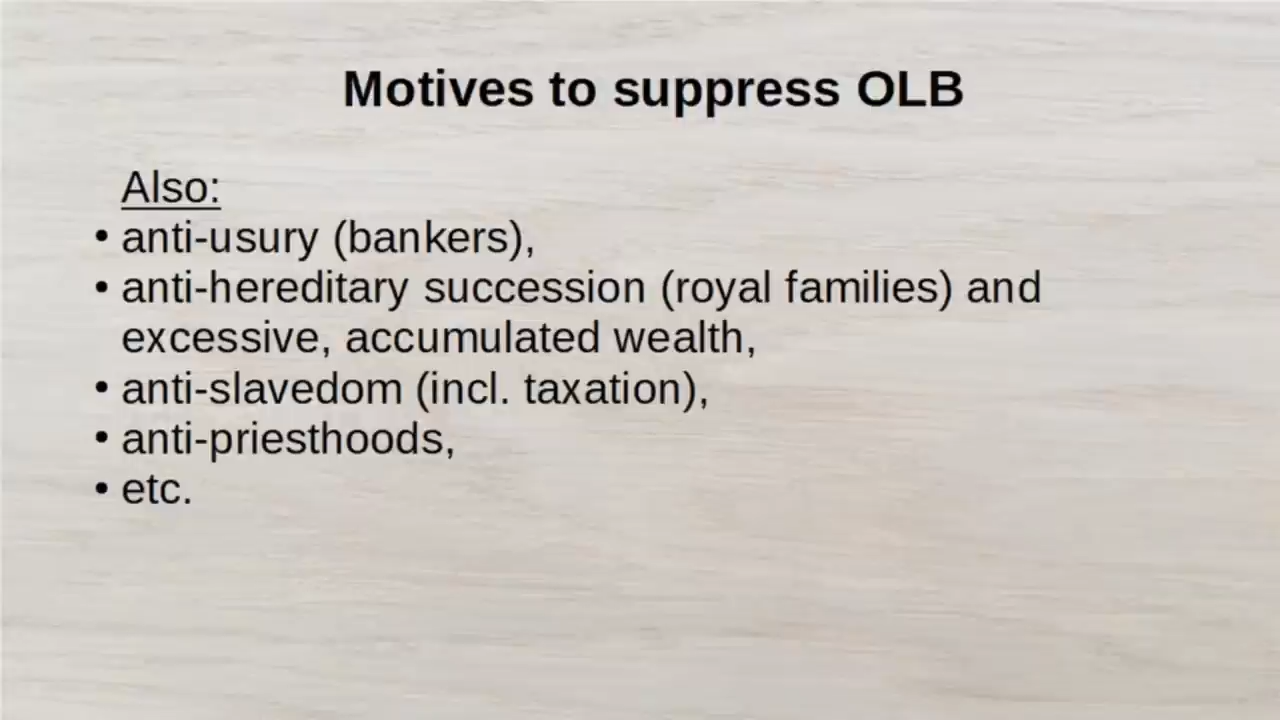 Motives to suppress OLB
Also:
• anti-usury (bankers),
• anti-hereditary succession (royal families) and
excessive, accumulated wealth,
• anti-slavedom (incl. taxation),
• anti-priesthoods,
• etc.